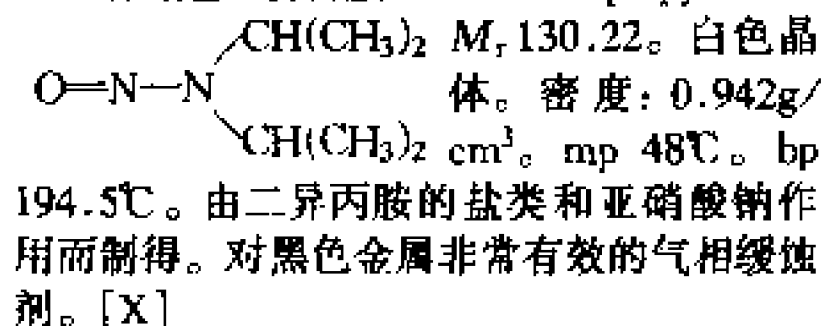 CH(CH₃)₂ Mᵣ 130.22。白色晶
O=N—N 体。密度：0.942g/
CH(CH₃)₂ cm³。mp 48℃。bp
194.5℃。由二异丙胺的盐类和亚硝酸钠作
用而制得。对黑色金属非常有效的气相缓蚀
剂。[X]